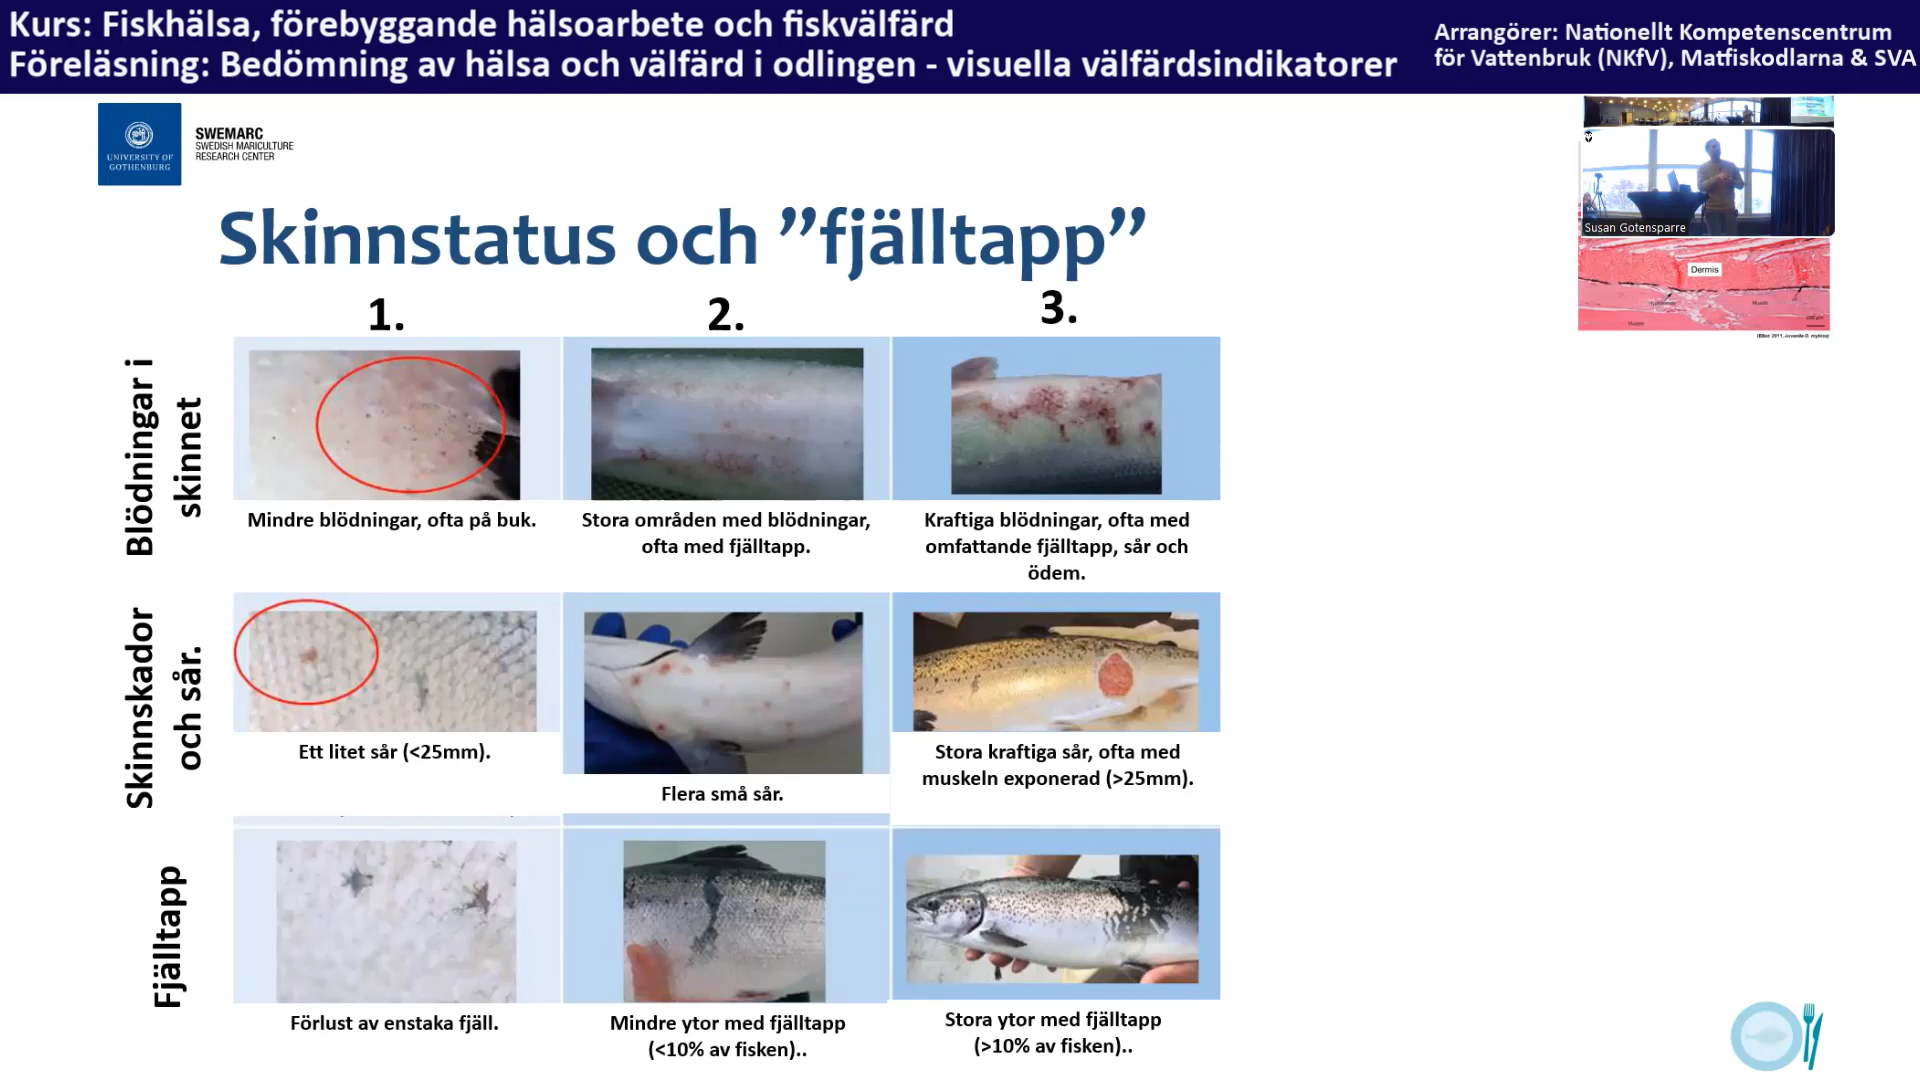 Kurs: Fiskhälsa, förebyggande hälsoarbete och fiskvälfärd
Föreläsning: Bedömning av hälsa och välfärd i odlingen - visuella välfärdsindikatorer
Arrangörer: Nationellt Kompetenscentrum
för Vattenbruk (NKfV), Matfiskodlarna & SVA
UNIVERSITY OF
GOTHENBURG
SWEMARC
SWEDISH MARICULTURE
RESEARCH CENTER
Susan Gotensparre
Dermis
Muscle
Muscle
Skinnstatus och ”fjälltapp”
1.
2.
3.
Blödningar i
skinnet
Mindre blödningar, ofta på buk.
Stora områden med blödningar,
ofta med fjälltapp.
Kraftiga blödningar, ofta med
omfattande fjälltapp, sår och
ödem.
Skinnskador
och sår.
Ett litet sår (<25mm).
Flera små sår.
Stora kraftiga sår, ofta med
muskeln exponerad (>25mm).
Fjälltapp
Förlust av enstaka fjäll.
Mindre ytor med fjälltapp
(<10% av fisken)..
Stora ytor med fjälltapp
(>10% av fisken)..